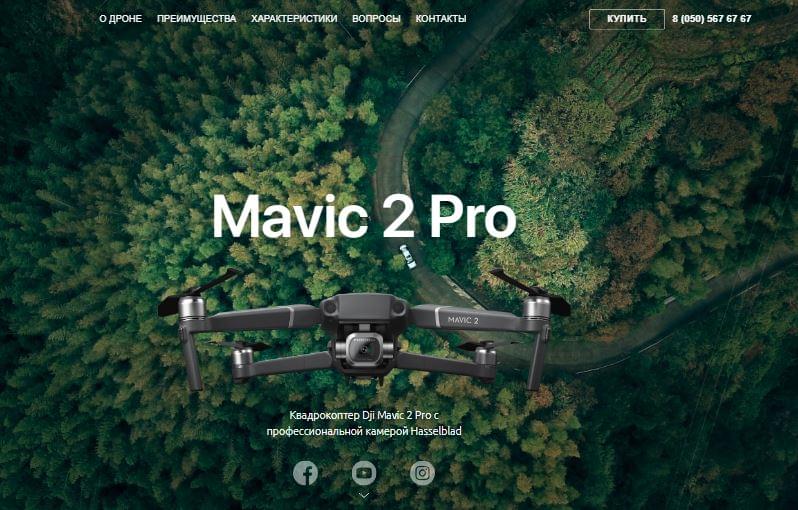 О ДРОНЕ ПРЕИМУЩЕСТВА ХАРАКТЕРИСТИКИ ВОПРОСЫ КОНТАКТЫ КУПИТЬ 8 (050) 567 67 67
Mavic 2 Pro
MAVIC 2
Квадрокоптер Dji Mavic 2 Pro с
профессиональной камерой Hasselblad